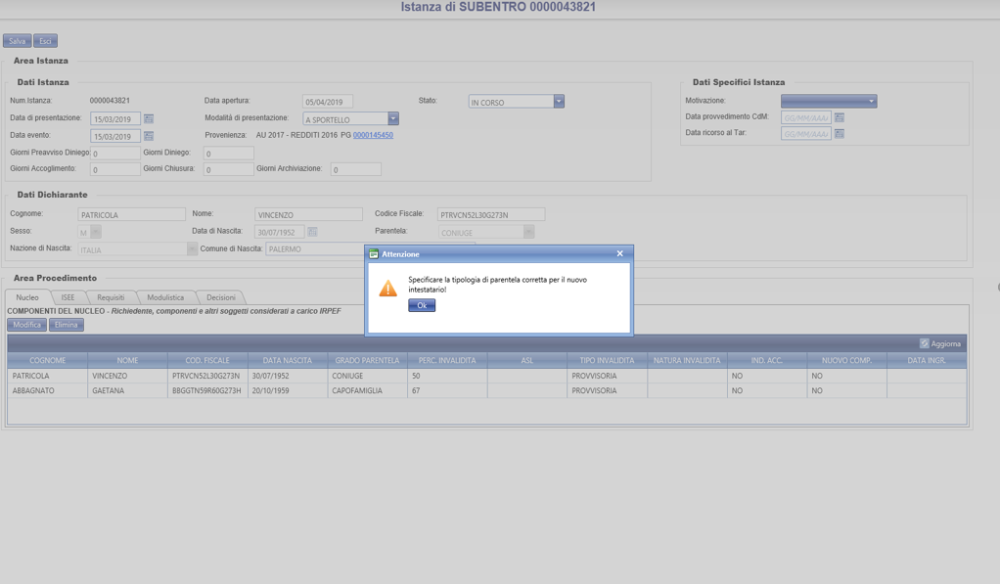 Istanza di SUBENTRO 0000043821
Salva Esci
Area Istanza
Dati Istanza
Dati Specifici Istanza
Num.Istanza: 0000043821 Data apertura: 05/04/2019 Stato: IN CORSO Motivazione:
Data di presentazione: 15/03/2019 Modalità di presentazione: A SPORTELLO Data provvedimento CdM: GG/MM/AAAA
Data evento: 15/03/2019 Provenienza: AU 2017 - REDDITI 2016 PG 0000145450 Data ricorso al Tar: GG/MM/AAAA
Giorni Preavviso Diniego: 0 Giorni Diniego: 0
Giorni Accoglimento: 0 Giorni Chiusura: 0 Giorni Archiviazione: 0
Dati Dichiarante
Cognome: PATRICOLA Nome: VINCENZO Codice Fiscale: PTRVCN52L30G273N
Sesso: M Data di Nascita: 30/07/1952 Parentela: CONIUGE
Nazione di Nascita: ITALIA Comune di Nascita: PALERMO
Attenzione
Specificare la tipologia di parentela corretta per il nuovo
intestatario!
Ok
Area Procedimento
Nucleo ISEE Requisiti Modulistica Decisioni
COMPONENTI DEL NUCLEO - Richiedente, componenti e altri soggetti considerati a carico IRPEF
Modifica Elimina
Aggiorna
COGNOME NOME COD. FISCALE DATA NASCITA GRADO PARENTELA PERC. INVALIDITA ASL TIPO INVALIDITA NATURA INVALIDITA IND. ACC. NUOVO COMP. DATA INGR.
PATRICOLA VINCENZO PTRVCN52L30G273N 30/07/1952 CONIUGE 50 PROVVISORIA NO NO
ABBAGNATO GAETANA BBGGTN59R60G273H 20/10/1959 CAPOFAMIGLIA 67 PROVVISORIA NO NO